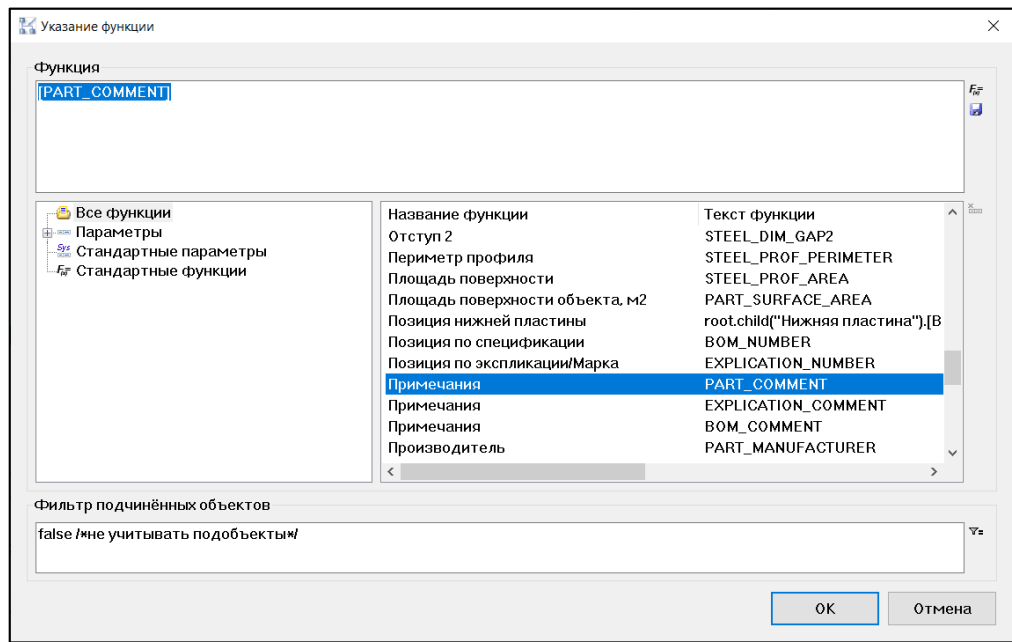 Указание функции
Функция
[PART_COMMENT]
Все функции
Параметры
Стандартные параметры
Стандартные функции
Название функции Текст функции
Отступ 2 STEEL_DIM_GAP2
Периметр профиля STEEL_PROF_PERIMETER
Площадь поверхности STEEL_PROF_AREA
Площадь поверхности объекта, м2 PART_SURFACE_AREA
Позиция нижней пластины root.child("Нижняя пластина").[B
Позиция по спецификации BOM_NUMBER
Позиция по экспликации/Марка EXPLICATION_NUMBER
Примечания PART_COMMENT
Примечания EXPLICATION_COMMENT
Примечания BOM_COMMENT
Производитель PART_MANUFACTURER
Фильтр подчинённых объектов
false /*не учитывать подобъекты*/
OK Отмена